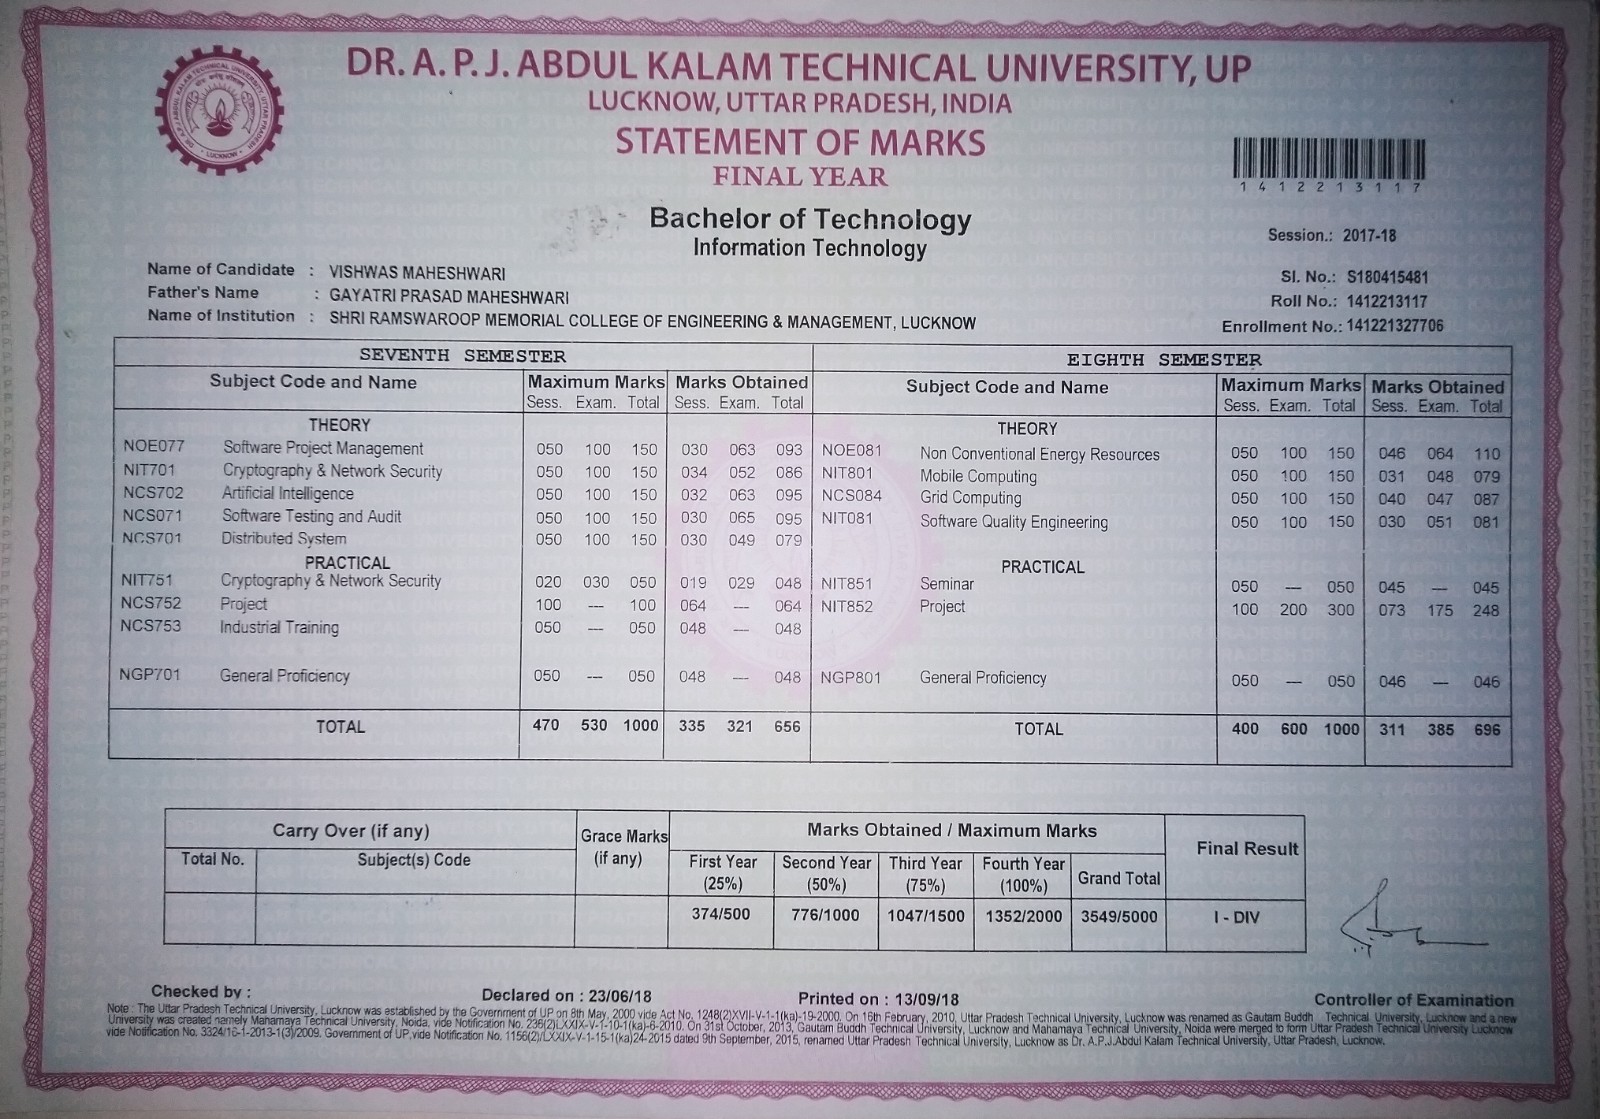 DR. A. P. J. ABDUL KALAM TECHNICAL UNIVERSITY, UP
LUCKNOW, UTTAR PRADESH, INDIA
STATEMENT OF MARKS
FINAL YEAR
1412213117
Bachelor of Technology
Information Technology
Session.: 2017-18
Name of Candidate : VISHWAS MAHESHWARI
Sl. No.: S180415481
Father's Name : GAYATRI PRASAD MAHESHWARI
Roll No.: 1412213117
Name of Institution : SHRI RAMSWAROOP MEMORIAL COLLEGE OF ENGINEERING & MANAGEMENT, LUCKNOW
Enrollment No.: 141221327706
SEVENTH SEMESTER
Subject Code and Name Maximum Marks Marks Obtained
Sess. Exam. Total Sess. Exam. Total
THEORY
NOE077 Software Project Management 050 100 150 030 063 093
NIT701 Cryptography & Network Security 050 100 150 034 052 086
NCS702 Artificial Intelligence 050 100 150 032 063 095
NCS071 Software Testing and Audit 050 100 150 030 065 095
NCS701 Distributed System 050 100 150 030 049 079
PRACTICAL
NIT751 Cryptography & Network Security 020 030 050 019 029 048
NCS752 Project 100 --- 100 064 --- 064
NCS753 Industrial Training 050 --- 050 048 --- 048
NGP701 General Proficiency 050 --- 050 048 --- 048
TOTAL 470 530 1000 335 321 656
EIGHTH SEMESTER
Subject Code and Name Maximum Marks Marks Obtained
Sess. Exam. Total Sess. Exam. Total
THEORY
NOE081 Non Conventional Energy Resources 050 100 150 046 064 110
NIT801 Mobile Computing 050 100 150 031 048 079
NCS084 Grid Computing 050 100 150 040 047 087
NIT081 Software Quality Engineering 050 100 150 030 051 081
PRACTICAL
NIT851 Seminar 050 --- 050 045 --- 045
NIT852 Project 100 200 300 073 175 248
NGP801 General Proficiency 050 --- 050 046 --- 046
TOTAL 400 600 1000 311 385 696
Carry Over (if any) Grace Marks (if any) Marks Obtained / Maximum Marks Final Result
Total No. Subject(s) Code First Year (25%) Second Year (50%) Third Year (75%) Fourth Year (100%) Grand Total
374/500 776/1000 1047/1500 1352/2000 3549/5000 I - DIV
Checked by : Declared on : 23/06/18 Printed on : 13/09/18 Controller of Examination
Note : The Uttar Pradesh Technical University, Lucknow was established by the Government of UP on 8th May, 2000 vide Act No. 1248(2)XVII-V-1-1(ka)-19-2000. On 16th February, 2010, Uttar Pradesh Technical University, Lucknow was renamed as Gautam Buddh Technical University, Lucknow and a new
University was created namely Mahamaya Technical University, Noida, vide Notification No. 236(2)LXXIX-V-1-10-1(ka)-6-2010. On 31st October, 2013, Gautam Buddh Technical University, Lucknow and Mahamaya Technical University, Noida were merged to form Uttar Pradesh Technical University Lucknow
vide Notification No. 3324/16-1-2013-1(3)/2009. Government of UP, vide Notification No. 1156(2)/LXXIX-V-1-15-1(ka)24-2015 dated 9th September, 2015, renamed Uttar Pradesh Technical University, Lucknow as Dr. A.P.J.Abdul Kalam Technical University, Uttar Pradesh, Lucknow.